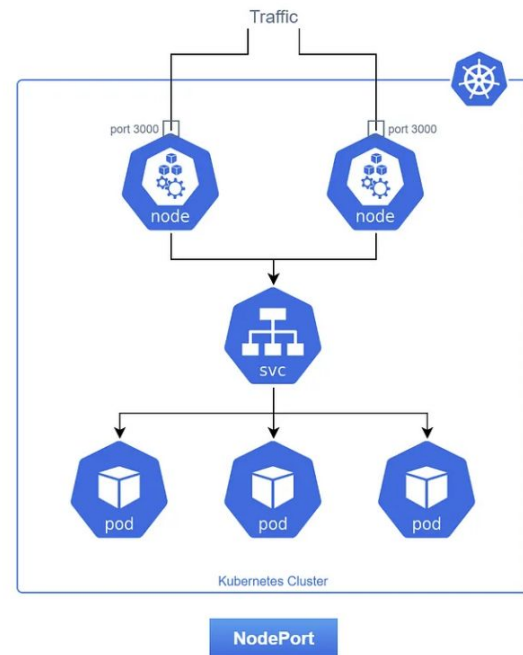 Traffic
port 3000
port 3000
node
node
svc
pod
pod
pod
Kubernetes Cluster
NodePort